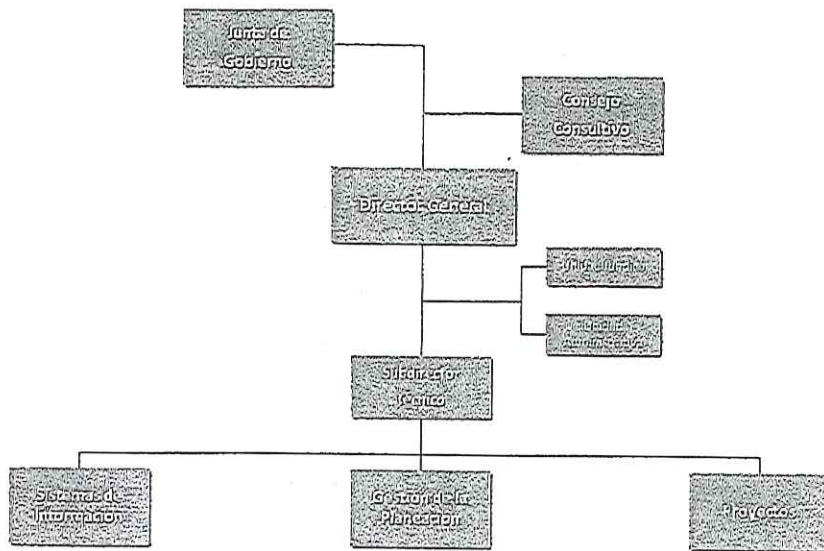 Junta de
Gobierno
Consejo
Consultivo
Director General
Subdirector
Técnico
Sistemas de
Información
Gestión de la
Planeación
Proyectos